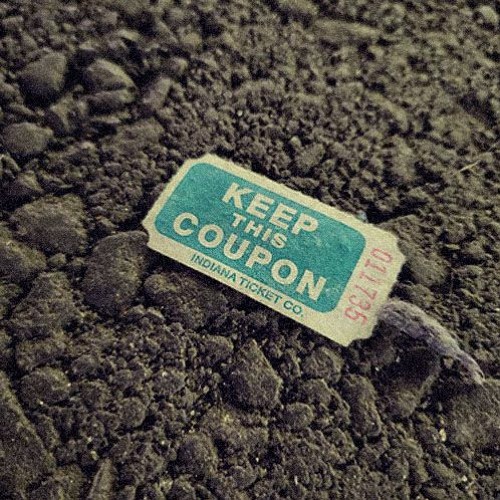 KEEP
THIS
COUPON
INDIANA TICKET CO.
011735